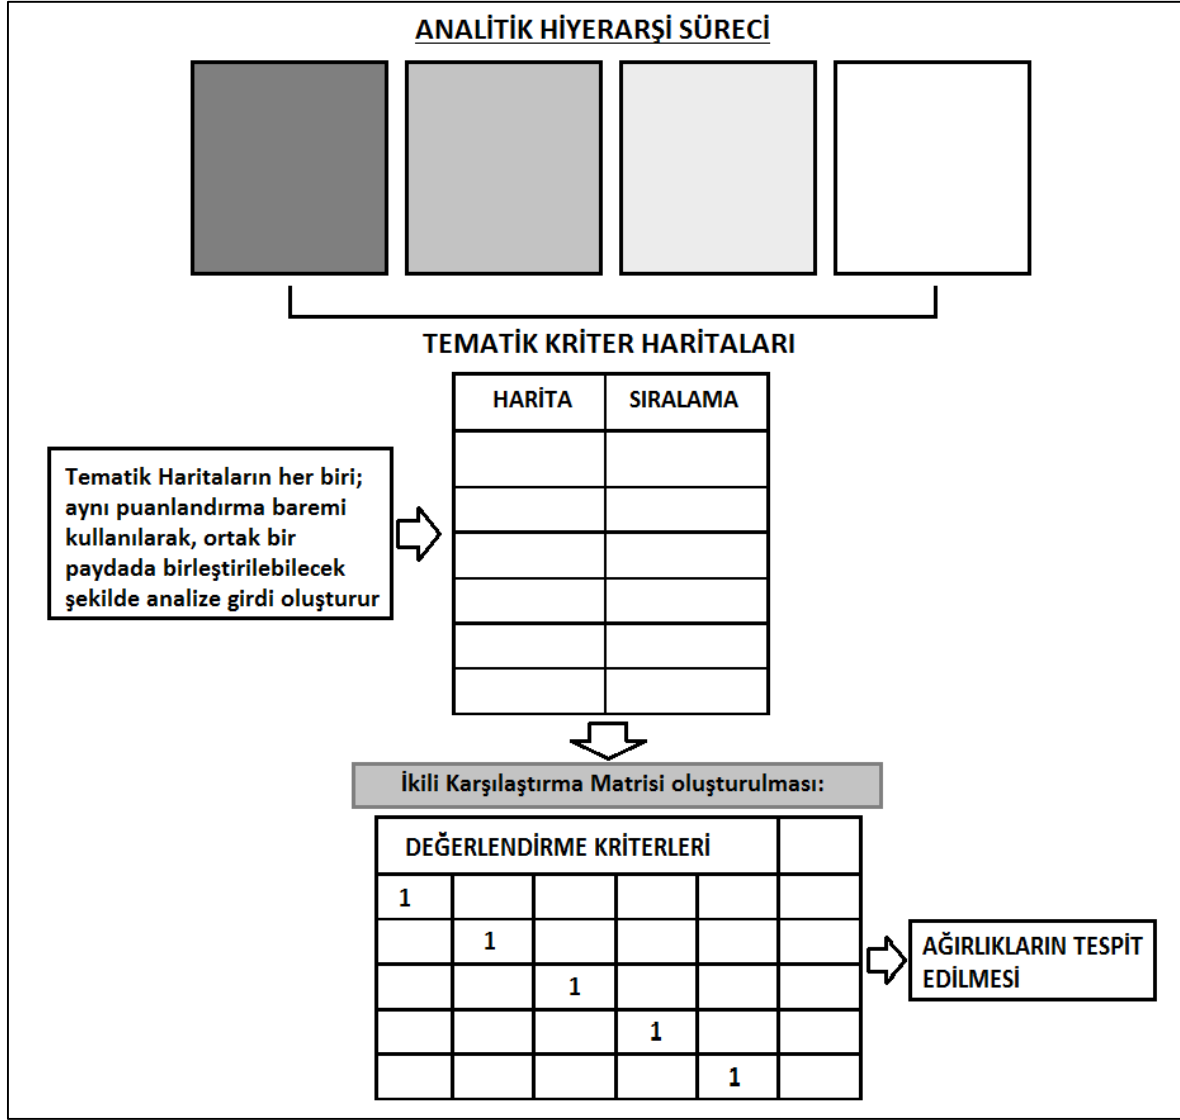 ANALİTİK HİYERARŞİ SÜRECİ
TEMATİK KRİTER HARİTALARI
HARİTA SIRALAMA
Tematik Haritaların her biri;
aynı puanlandırma baremi
kullanılarak, ortak bir
paydada birleştirilebilecek
şekilde analize girdi oluşturur
İkili Karşılaştırma Matrisi oluşturulması:
DEĞERLENDİRME KRİTERLERİ
1
1
1
1
1
AĞIRLIKLARIN TESPİT
EDİLMESİ